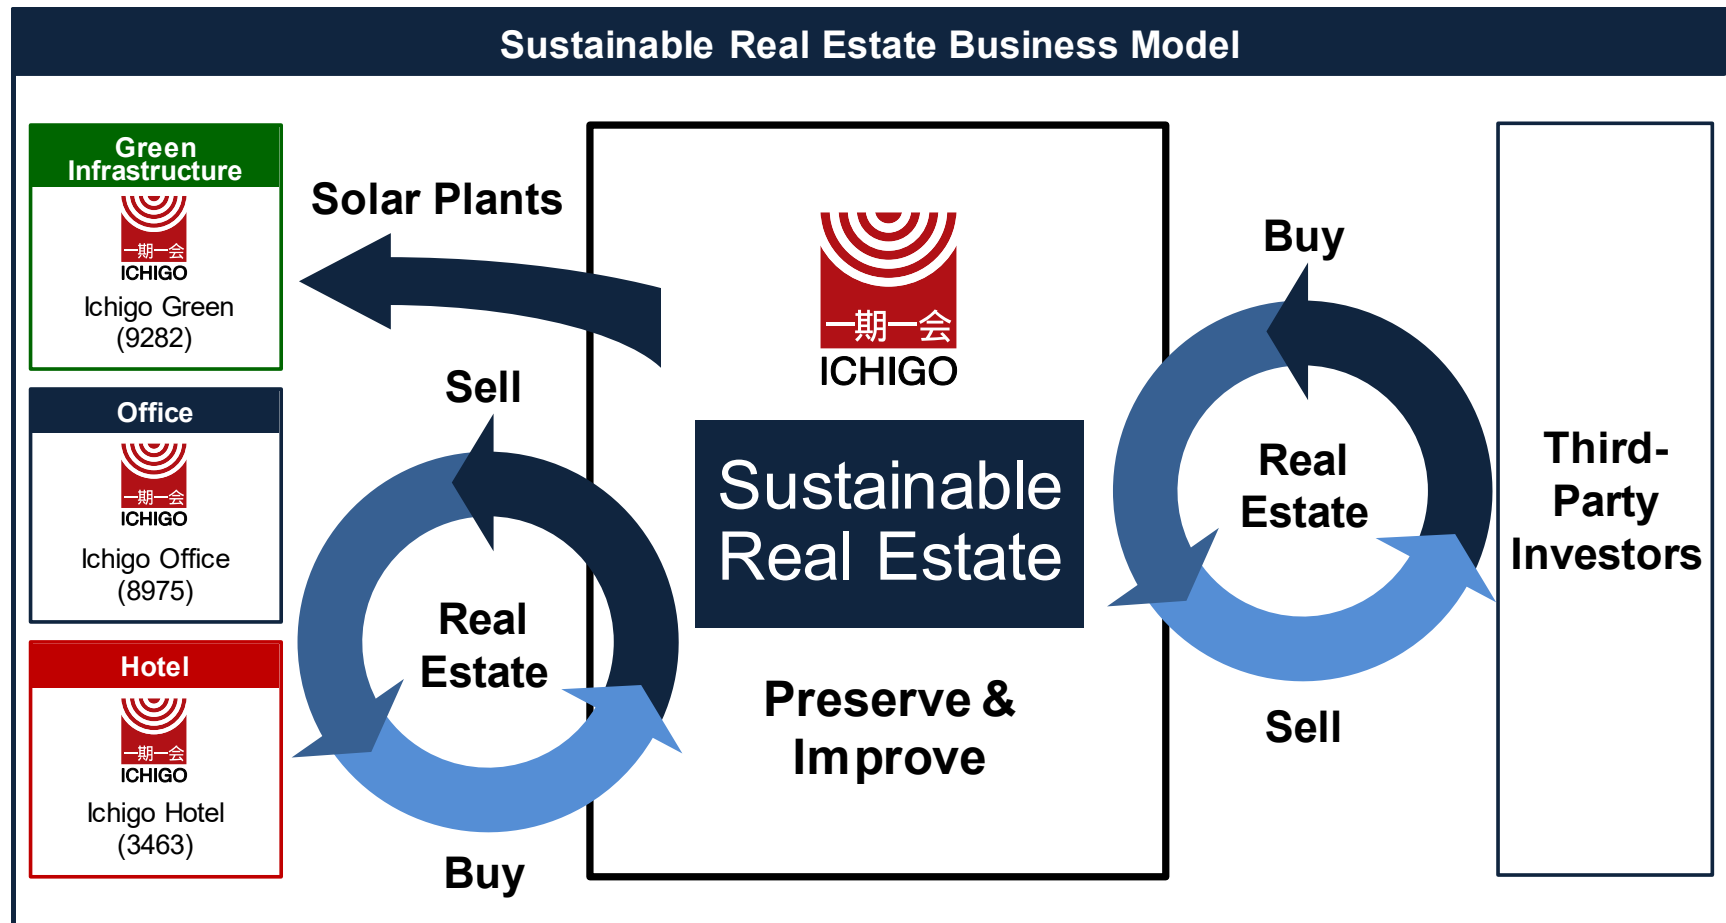 Sustainable Real Estate Business Model
Green
Infrastructure
一期一会
ICHIGO
Ichigo Green
(9282)
Office
一期一会
ICHIGO
Ichigo Office
(8975)
Hotel
一期一会
ICHIGO
Ichigo Hotel
(3463)
Solar Plants
Sell
Real
Estate
Buy
一期一会
ICHIGO
Sustainable
Real Estate
Preserve &
Improve
Buy
Real
Estate
Sell
Third-
Party
Investors